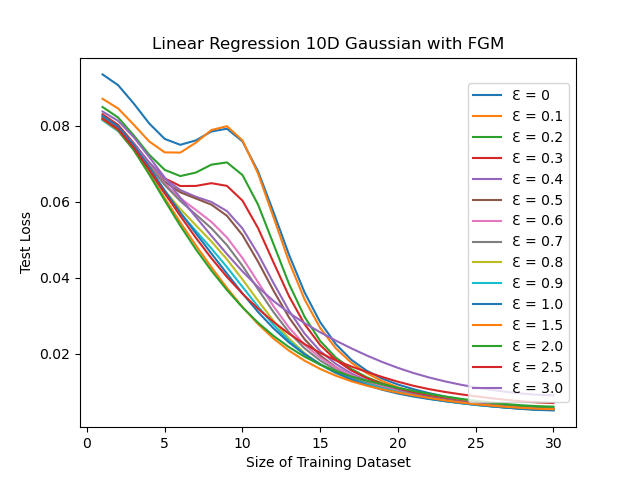 Linear Regression 10D Gaussian with FGM
Test Loss
0.08
0.06
0.04
0.02
0 5 10 15 20 25 30
Size of Training Dataset
Ɛ = 0
Ɛ = 0.1
Ɛ = 0.2
Ɛ = 0.3
Ɛ = 0.4
Ɛ = 0.5
Ɛ = 0.6
Ɛ = 0.7
Ɛ = 0.8
Ɛ = 0.9
Ɛ = 1.0
Ɛ = 1.5
Ɛ = 2.0
Ɛ = 2.5
Ɛ = 3.0